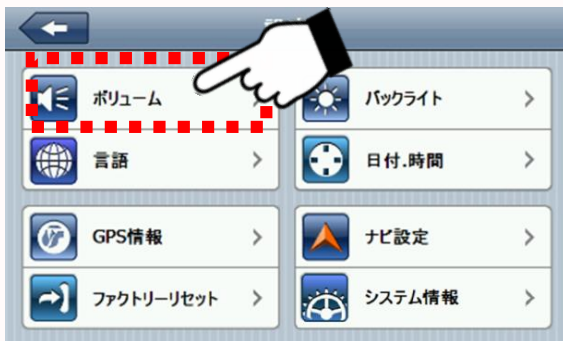 ボリューム
バックライト
言語
日付.時間
GPS情報
ナビ設定
ファクトリーリセット
システム情報